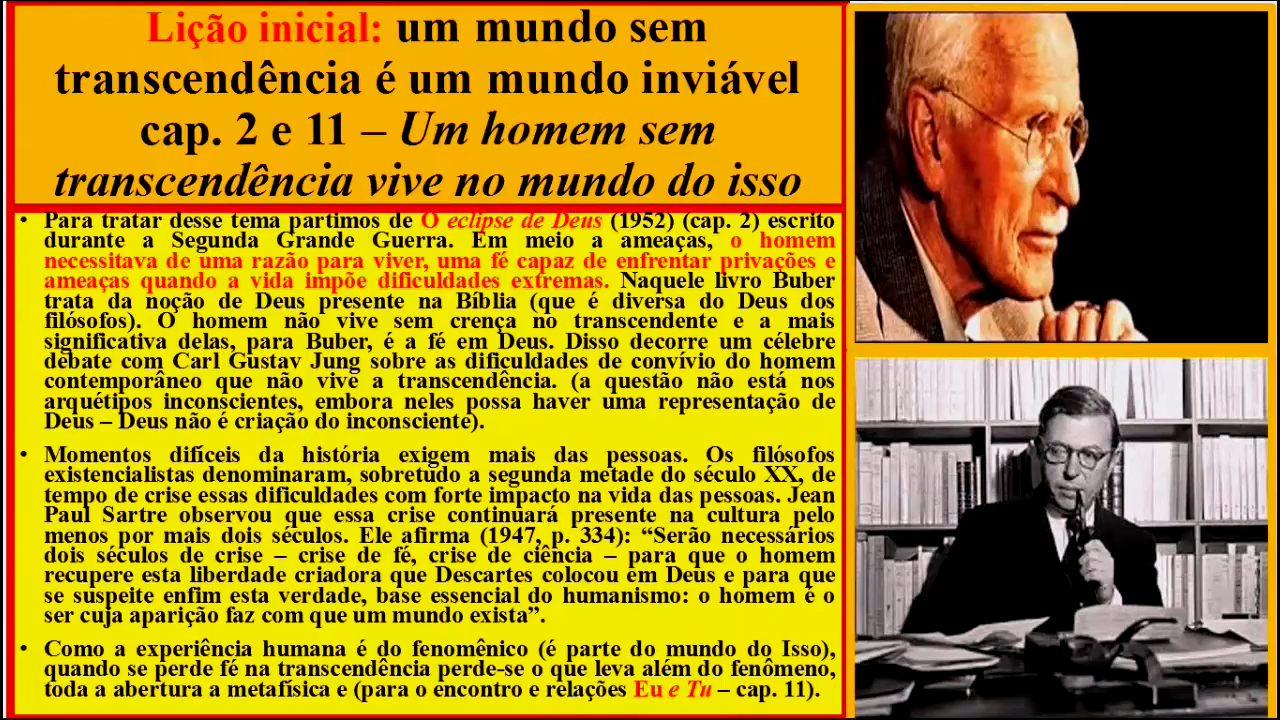 Lição inicial: um mundo sem
transcendência é um mundo inviável
cap. 2 e 11 – Um homem sem
transcendência vive no mundo do isso
• Para tratar desse tema partimos de O eclipse de Deus (1952) (cap. 2) escrito
durante a Segunda Grande Guerra. Em meio a ameaças, o homem
necessitava de uma razão para viver, uma fé capaz de enfrentar privações e
ameaças quando a vida impõe dificuldades extremas. Naquele livro Buber
trata da noção de Deus presente na Bíblia (que é diversa do Deus dos
filósofos). O homem não vive sem crença no transcendente e a mais
significativa delas, para Buber, é a fé em Deus. Disso decorre um célebre
debate com Carl Gustav Jung sobre as dificuldades de convívio do homem
contemporâneo que não vive a transcendência. (a questão não está nos
arquétipos inconscientes, embora neles possa haver uma representação de
Deus – Deus não é criação do inconsciente).
• Momentos difíceis da história exigem mais das pessoas. Os filósofos
existencialistas denominaram, sobretudo a segunda metade do século XX, de
tempo de crise essas dificuldades com forte impacto na vida das pessoas. Jean
Paul Sartre observou que essa crise continuará presente na cultura pelo
menos por mais dois séculos. Ele afirma (1947, p. 334): “Serão necessários
dois séculos de crise – crise de fé, crise de ciência – para que o homem
recupere esta liberdade criadora que Descartes colocou em Deus e para que
se suspeite enfim esta verdade, base essencial do humanismo: o homem é o
ser cuja aparição faz com que um mundo exista”.
• Como a experiência humana é do fenomênico (é parte do mundo do Isso),
quando se perde fé na transcendência perde-se o que leva além do fenômeno,
toda a abertura a metafísica e (para o encontro e relações Eu e Tu – cap. 11).